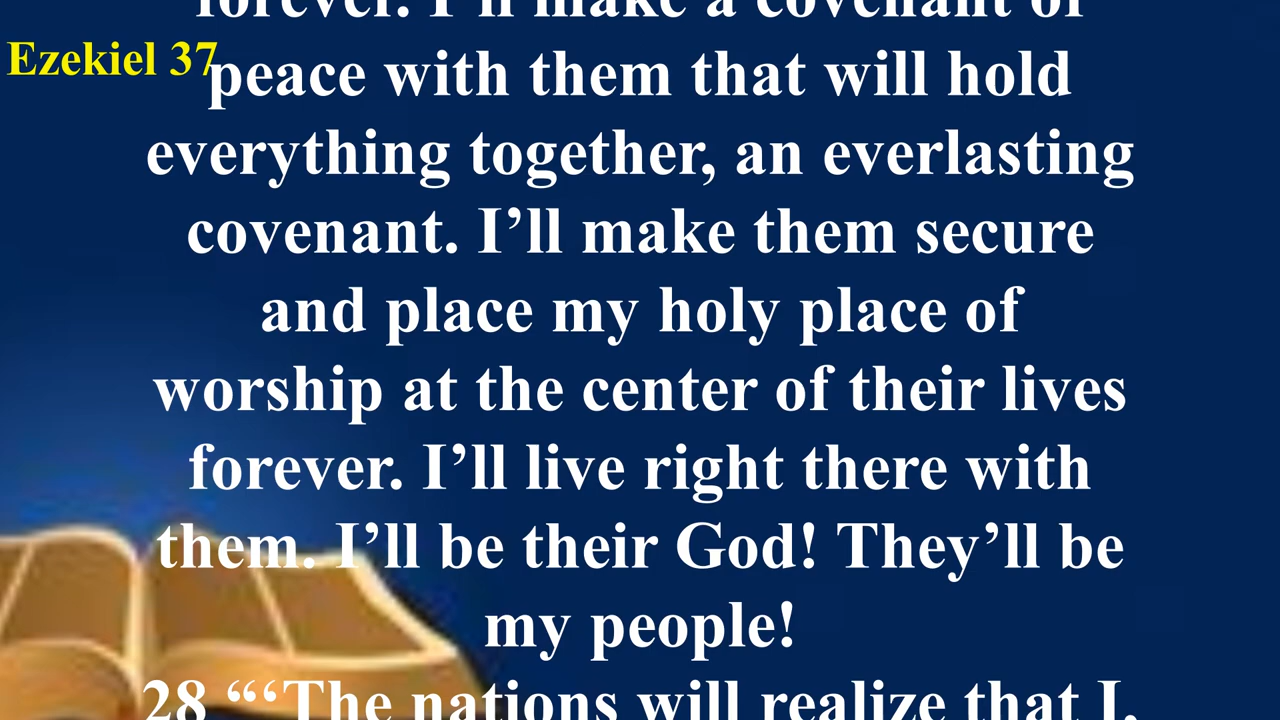 forever. I'll make a covenant of
Ezekiel 37
peace with them that will hold
everything together, an everlasting
covenant. I’ll make them secure
and place my holy place of
worship at the center of their lives
forever. I’ll live right there with
them. I’ll be their God! They’ll be
my people!
28 “‘The nations will realize that I,